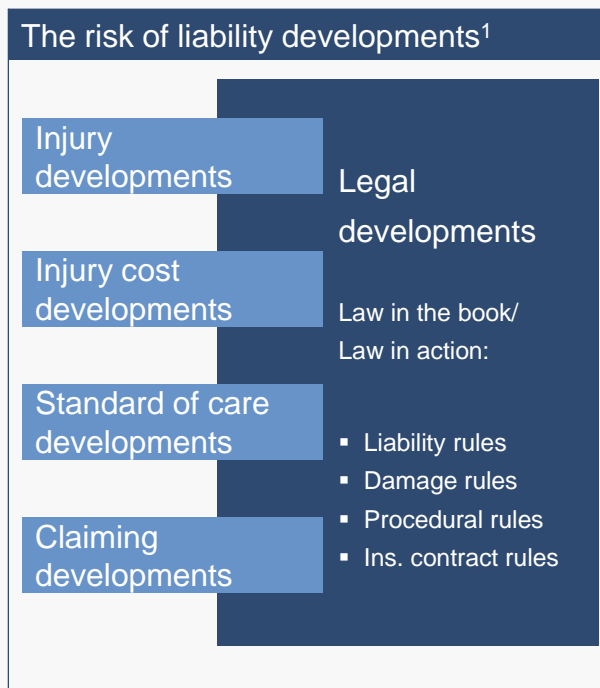 The risk of liability developments¹
Injury
developments
Injury cost
developments
Standard of care
developments
Claiming
developments
Legal
developments
Law in the book/
Law in action:
▪ Liability rules
▪ Damage rules
▪ Procedural rules
▪ Ins. contract rules